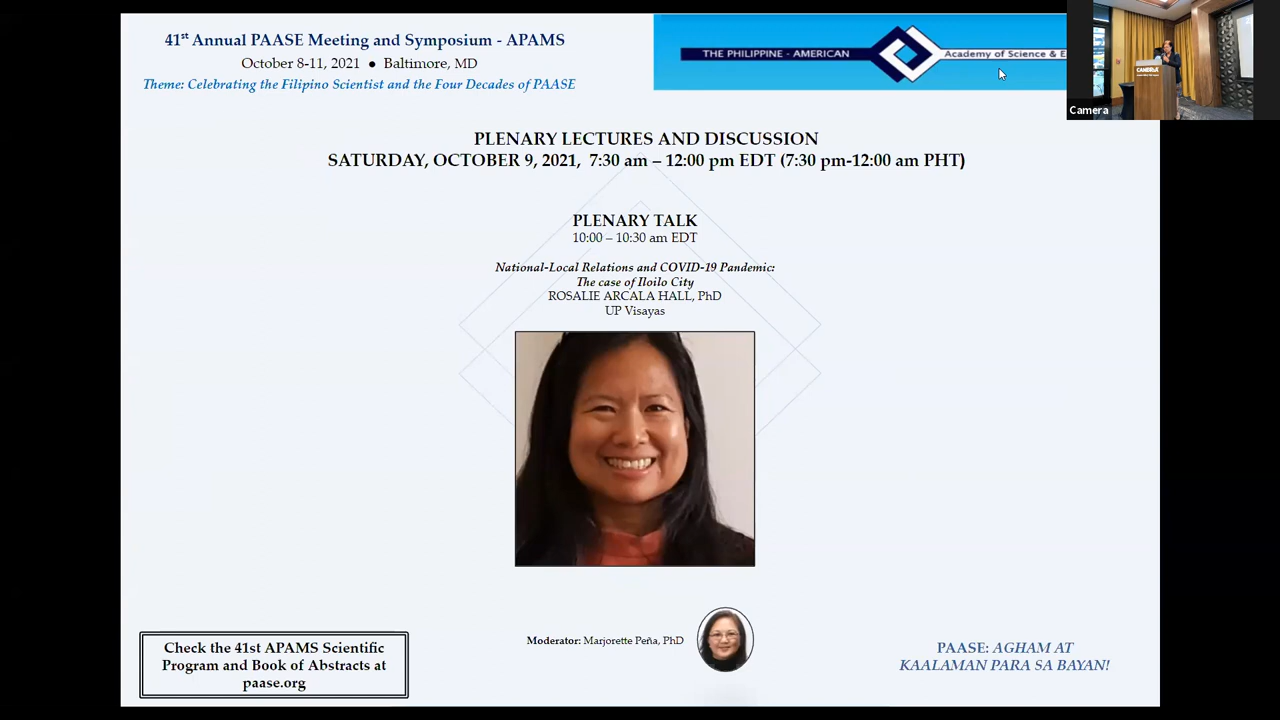 41st Annual PAASE Meeting and Symposium - APAMS
October 8-11, 2021 ● Baltimore, MD
Theme: Celebrating the Filipino Scientist and the Four Decades of PAASE
THE PHILIPPINE - AMERICAN
Academy of Science & E
CAMBRIA
Camera
PLENARY LECTURES AND DISCUSSION
SATURDAY, OCTOBER 9, 2021, 7:30 am – 12:00 pm EDT (7:30 pm-12:00 am PHT)
PLENARY TALK
10:00 – 10:30 am EDT
National-Local Relations and COVID-19 Pandemic:
The case of Iloilo City
ROSALIE ARCALA HALL, PhD
UP Visayas
Moderator: Marjorette Peña, PhD
Check the 41st APAMS Scientific
Program and Book of Abstracts at
paase.org
PAASE: AGHAM AT
KAALAMAN PARA SA BAYAN!